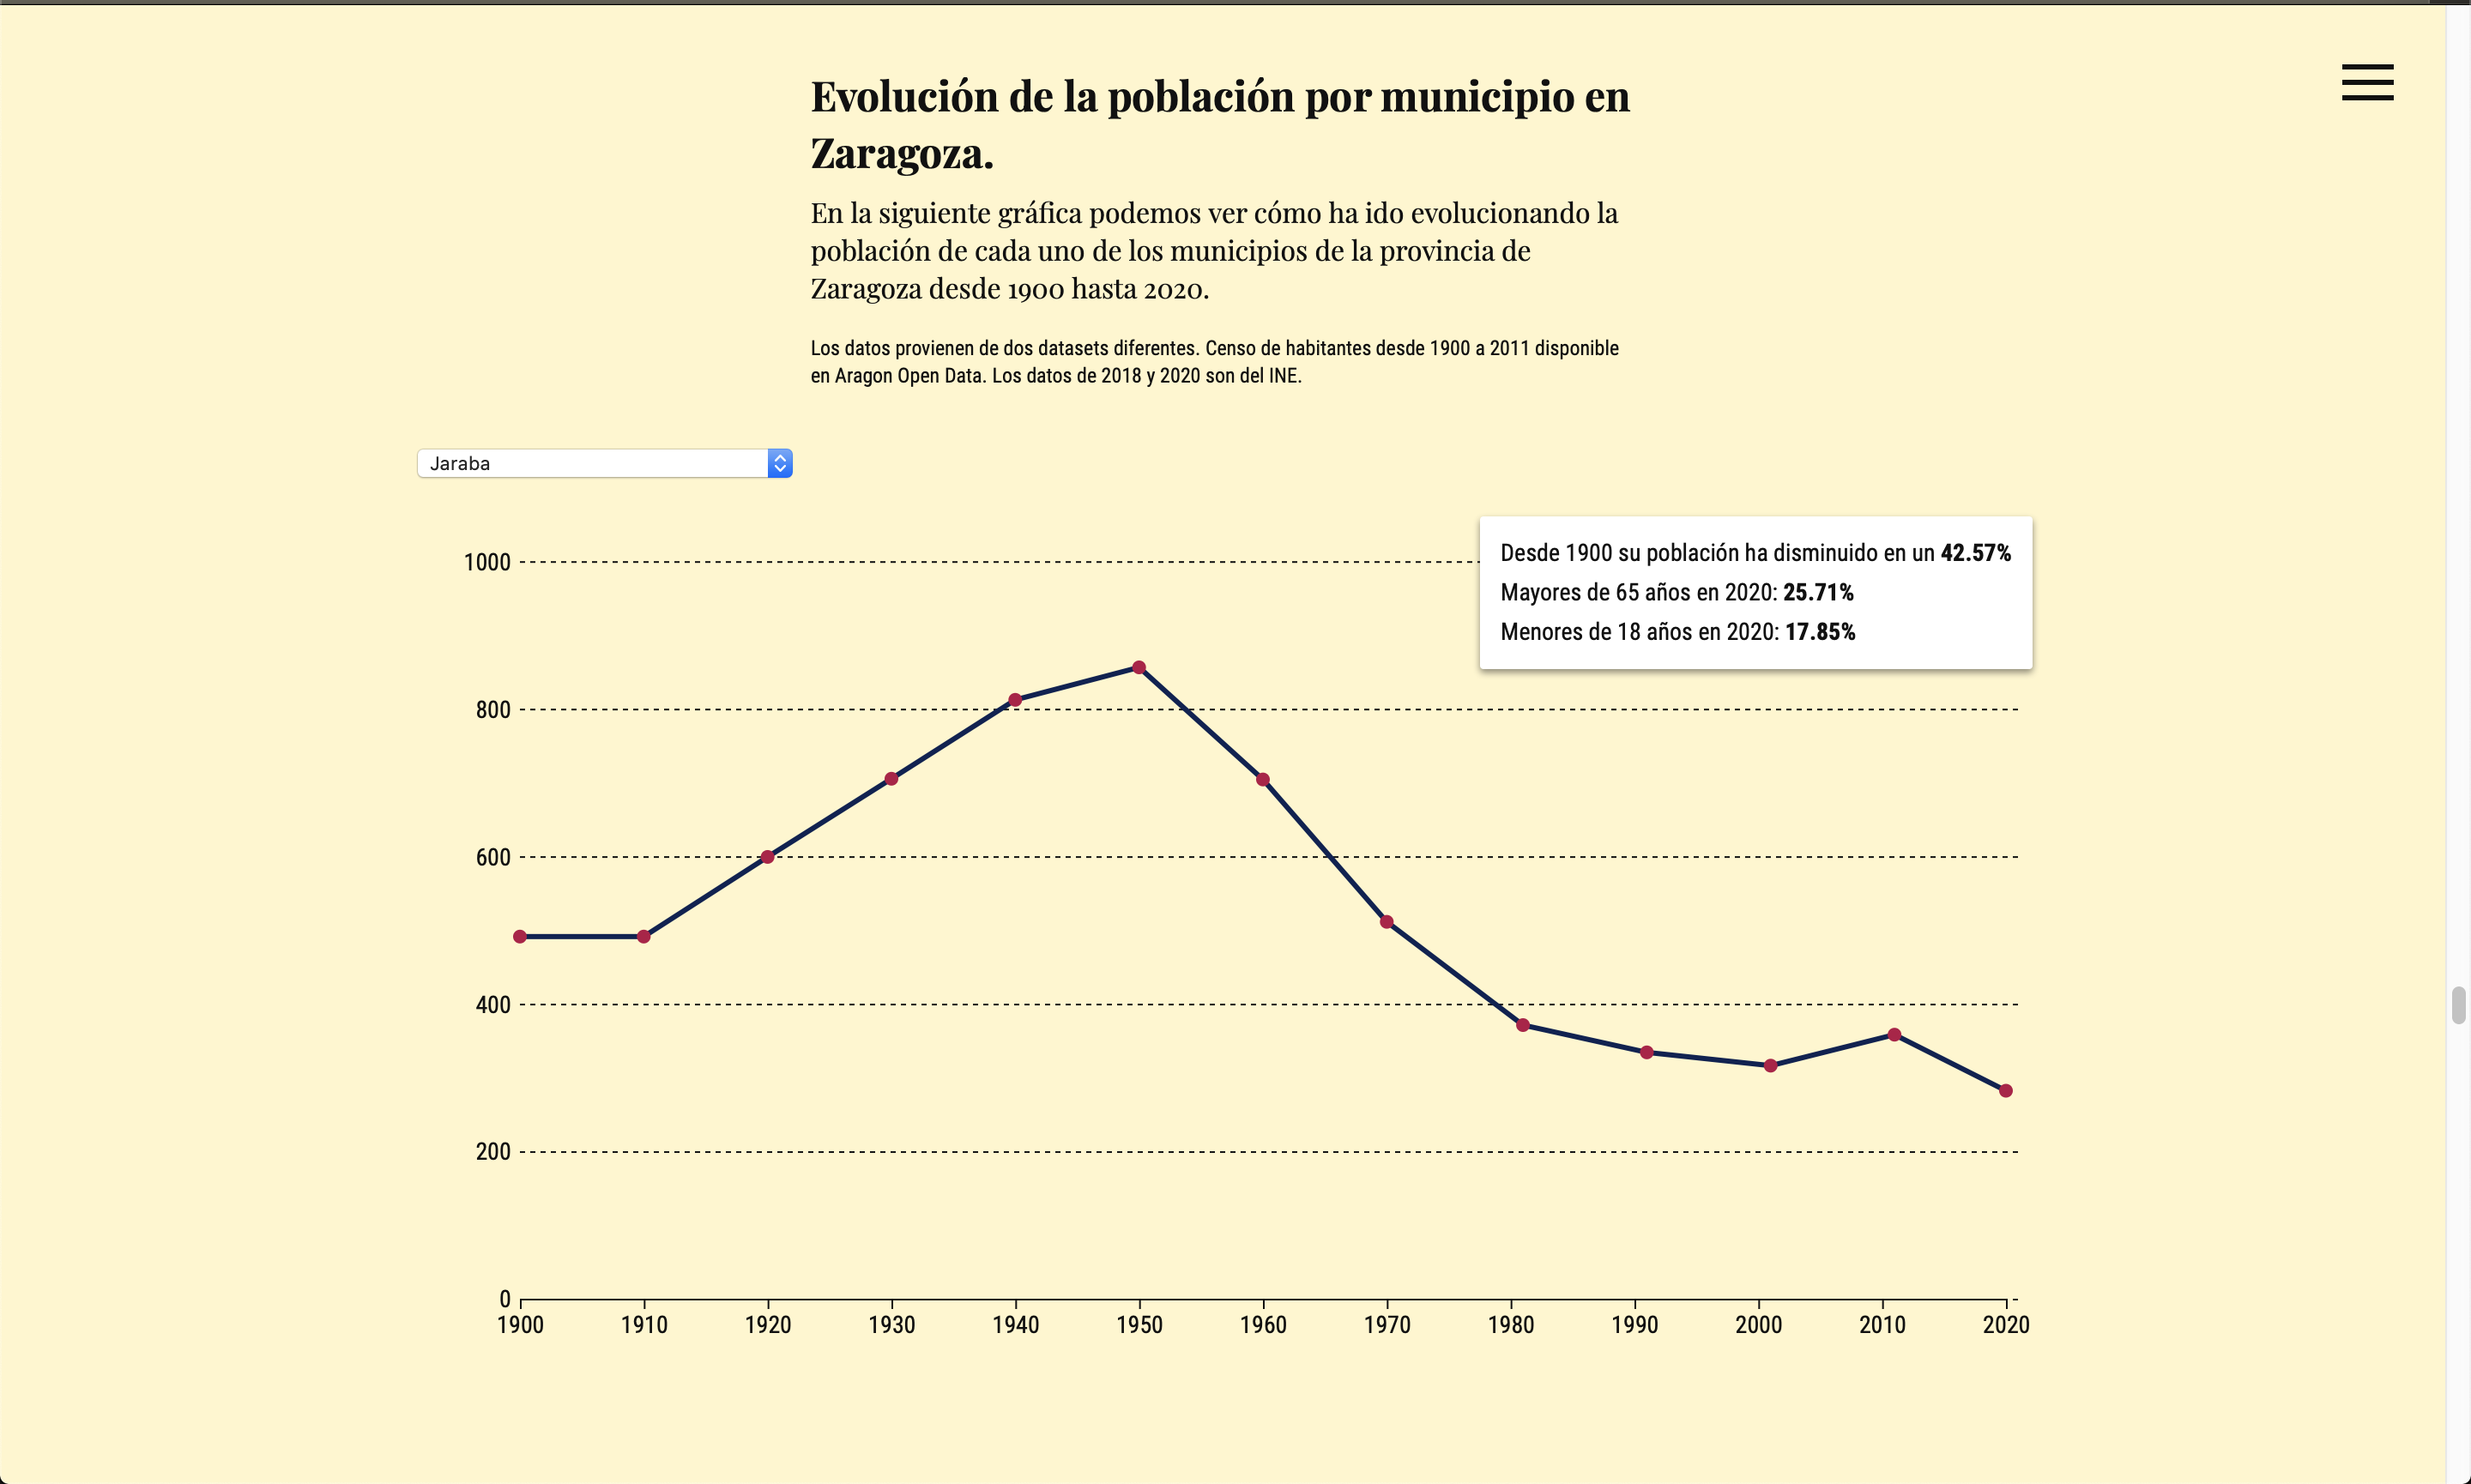 Evolución de la población por municipio en
Zaragoza.
En la siguiente gráfica podemos ver cómo ha ido evolucionando la
población de cada uno de los municipios de la provincia de
Zaragoza desde 1900 hasta 2020.
Los datos provienen de dos datasets diferentes. Censo de habitantes desde 1900 a 2011 disponible
en Aragon Open Data. Los datos de 2018 y 2020 son del INE.
Jaraba
Desde 1900 su población ha disminuido en un 42.57%
Mayores de 65 años en 2020: 25.71%
Menores de 18 años en 2020: 17.85%
1000
800
600
400
200
0
1900 1910 1920 1930 1940 1950 1960 1970 1980 1990 2000 2010 2020